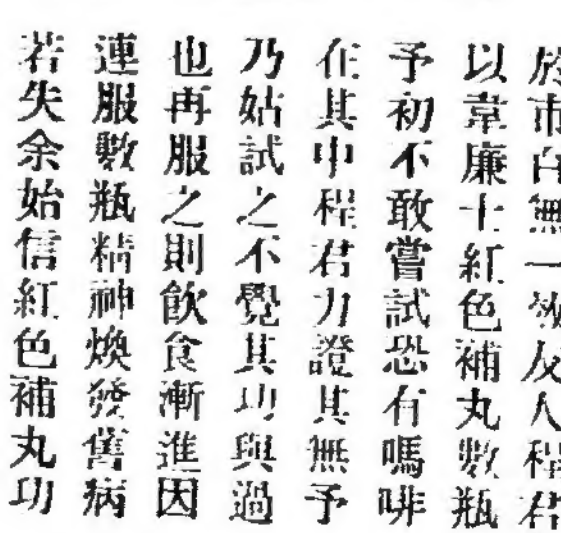 於市白無一效友人程君
以韋廉士紅色補丸數瓶
予初不敢嘗試恐有嗎啡
在其中程君力證其無予
乃姑試之不覺其功與過
也再服之則飲食漸進因
連服數瓶精神煥發舊病
若失余始信紅色補丸功